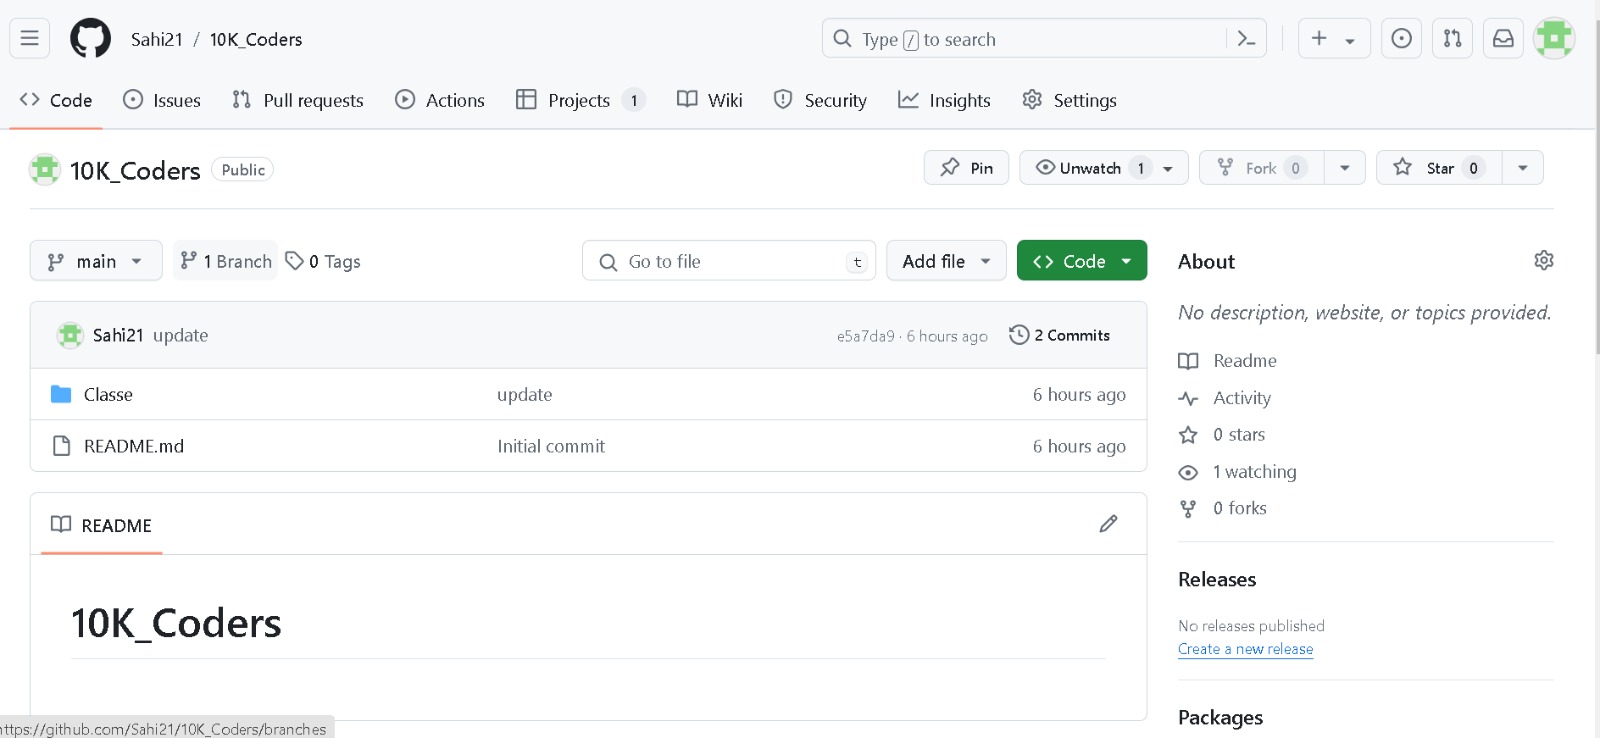 Sahi21 / 10K_Coders
Type / to search
Code Issues Pull requests Actions Projects 1 Wiki Security Insights Settings
10K_Coders Public
Pin Unwatch 1 Fork 0 Star 0
main 1 Branch 0 Tags
Go to file t
Add file
Code
Sahi21 update e5a7da9 · 6 hours ago 2 Commits
Classe update 6 hours ago
README.md Initial commit 6 hours ago
README
10K_Coders
About
No description, website, or topics provided.
Readme
Activity
0 stars
1 watching
0 forks
Releases
No releases published
Create a new release
Packages
https://github.com/Sahi21/10K_Coders/branches